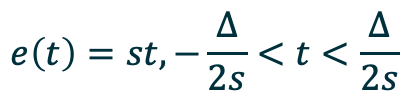 e(t) = st, −Δ/2s < t < Δ/2s